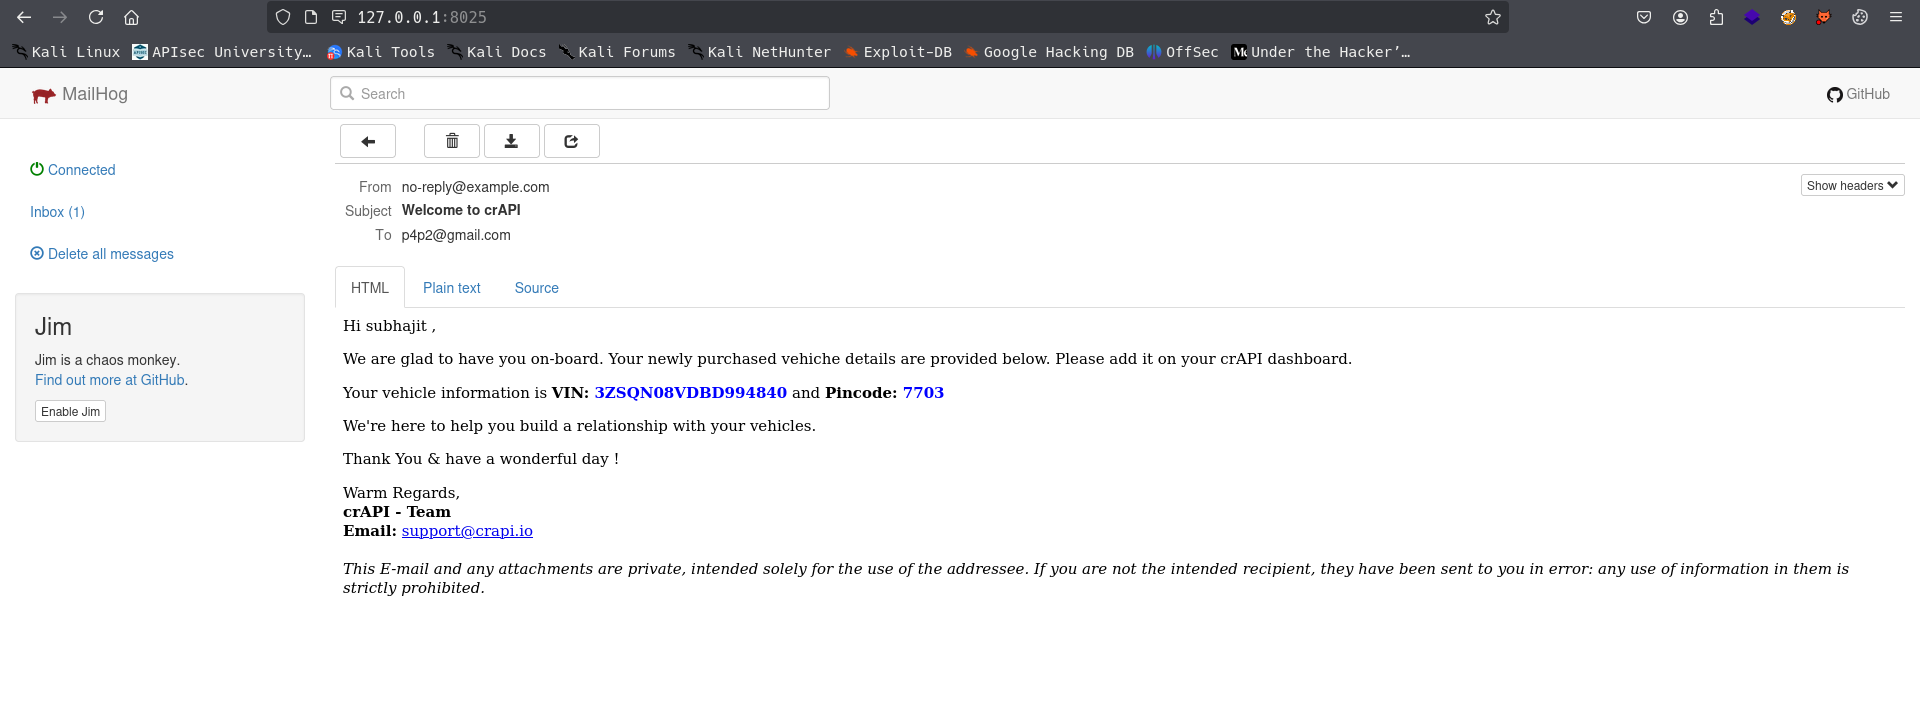 127.0.0.1:8025
Kali Linux APIsec University… Kali Tools Kali Docs Kali Forums Kali NetHunter Exploit-DB Google Hacking DB OffSec Under the Hacker’…
MailHog
Search
GitHub
Connected
Inbox (1)
Delete all messages
Jim
Jim is a chaos monkey.
Find out more at GitHub.
Enable Jim
From no-reply@example.com
Show headers
Subject Welcome to crAPI
To p4p2@gmail.com
HTML Plain text Source
Hi subhajit ,
We are glad to have you on-board. Your newly purchased vehiche details are provided below. Please add it on your crAPI dashboard.
Your vehicle information is VIN: 3ZSQN08VDBD994840 and Pincode: 7703
We're here to help you build a relationship with your vehicles.
Thank You & have a wonderful day !
Warm Regards,
crAPI - Team
Email: support@crapi.io
This E-mail and any attachments are private, intended solely for the use of the addressee. If you are not the intended recipient, they have been sent to you in error: any use of information in them is
strictly prohibited.